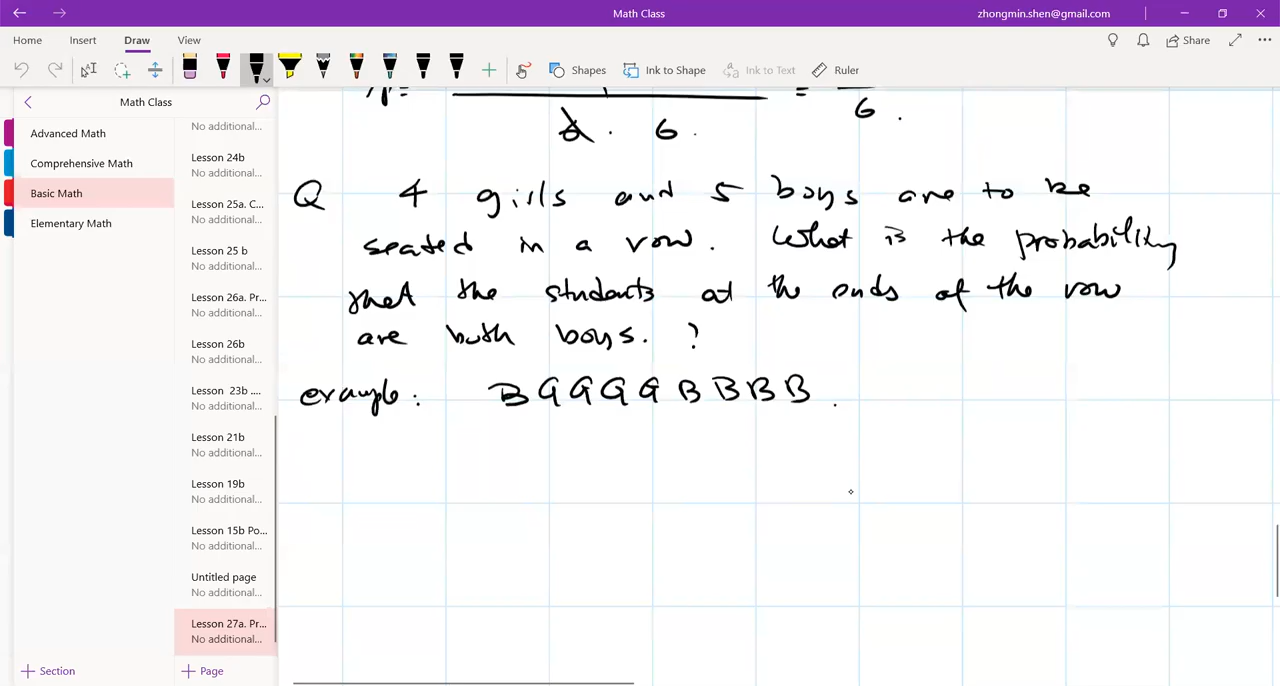 Math Class
zhongmin.shen@gmail.com
Home
Insert
Draw
View
Share
Shapes
Ink to Shape
Ink to Text
Ruler
Math Class
Advanced Math
Comprehensive Math
Basic Math
Elementary Math
No additional...
Lesson 24b
No additional...
Lesson 25a. C...
No additional...
Lesson 25 b
No additional...
Lesson 26a. Pr...
No additional...
Lesson 26b
No additional...
Lesson 23b ....
No additional...
Lesson 21b
No additional...
Lesson 19b
No additional...
Lesson 15b Po...
No additional...
Untitled page
No additional...
Lesson 27a. Pr...
No additional...
Section
Page
=
6 .
6 .
Q 4 girls and 5 boys are to be
seated in a row. What is the probability
that the students at the ends of the row
are both boys. ?
example: B G G G G B B B B .